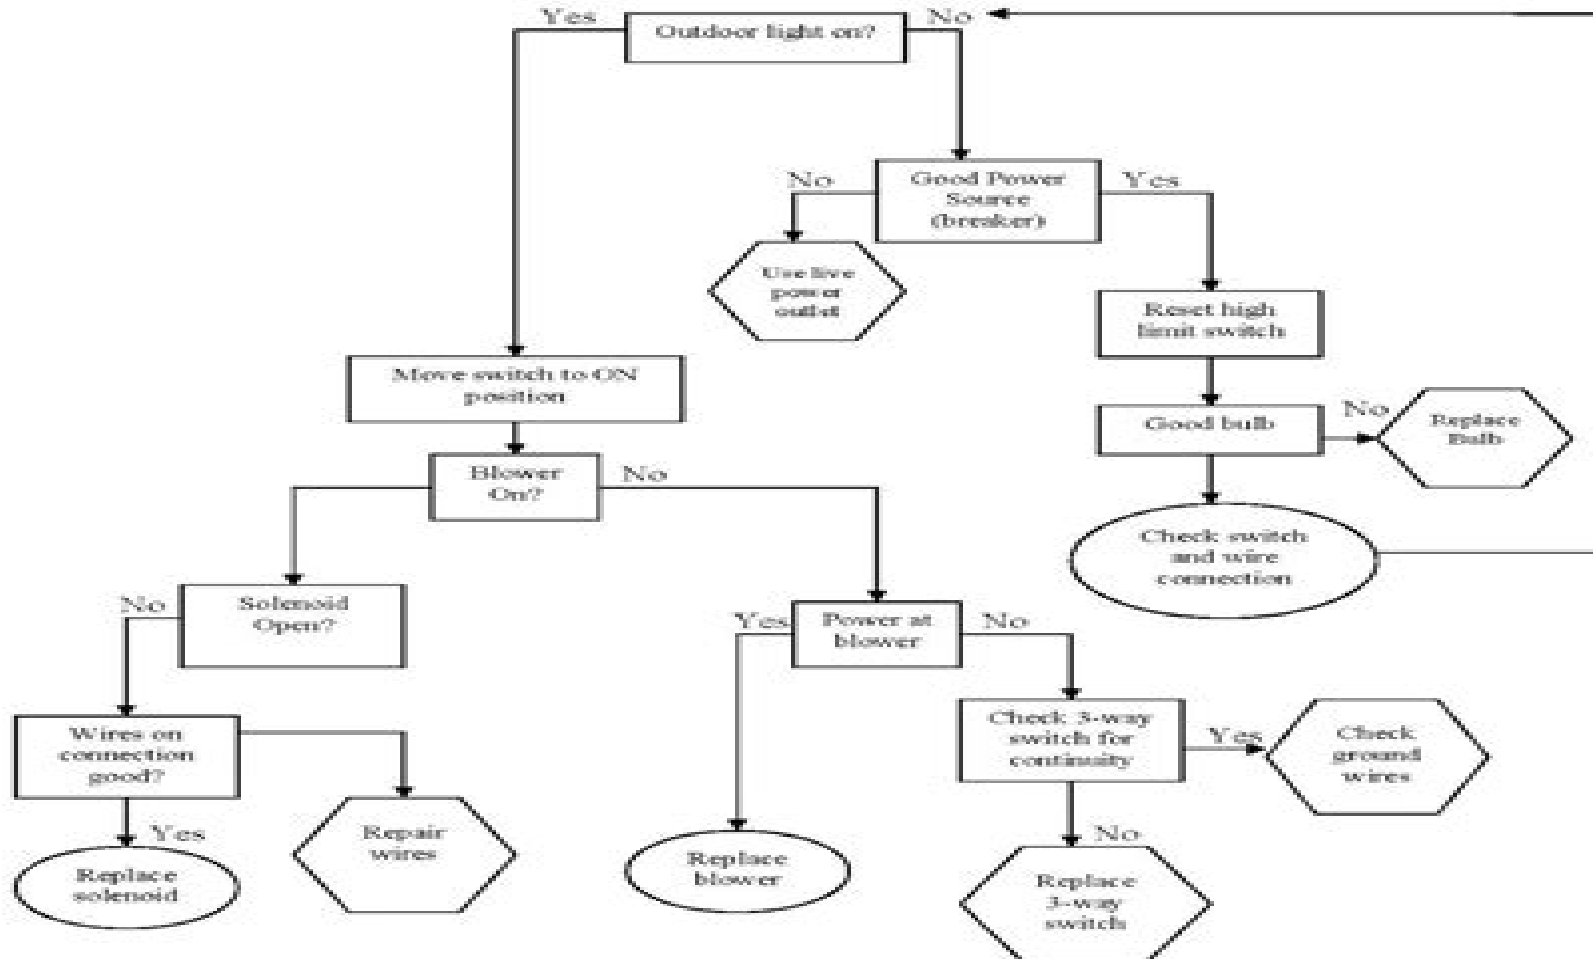 Yes
Outdoor light on?
No
No
Good Power
Source
(breaker)
Yes
Use live
power
outlet
Reset high
limit switch
Move switch to ON
position
Good bulb
No
Replace
Bulb
Blower
On?
No
Check switch
and wire
connection
No
Solenoid
Open?
Yes
Power at
blower
No
Wires on
connection
good?
Check 3-way
switch for
continuity
Yes
Check
ground
wires
Yes
Repair
wires
No
Replace
solenoid
Replace
blower
Replace
3-way
switch